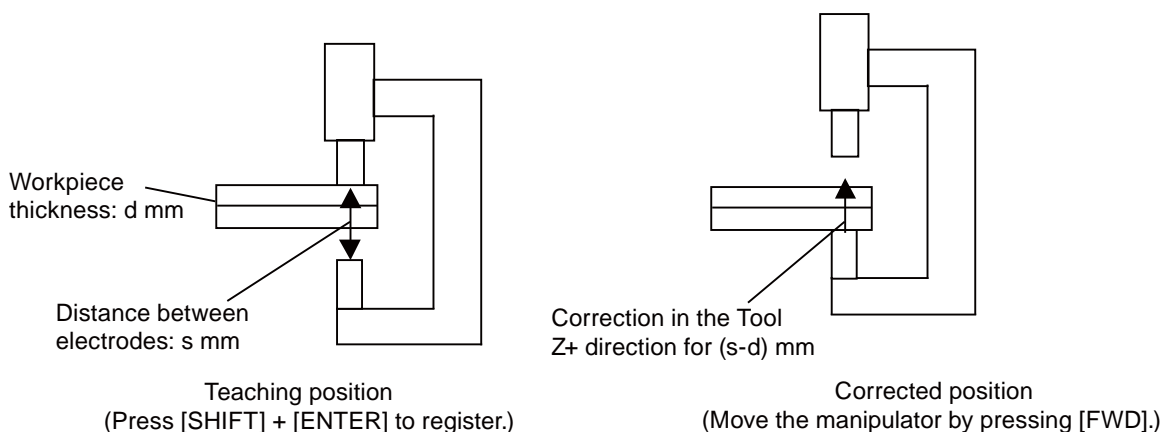 Workpiece
thickness: d mm
Distance between
electrodes: s mm
Teaching position
(Press [SHIFT] + [ENTER] to register.)
Correction in the Tool
Z+ direction for (s-d) mm
Corrected position
(Move the manipulator by pressing [FWD].)